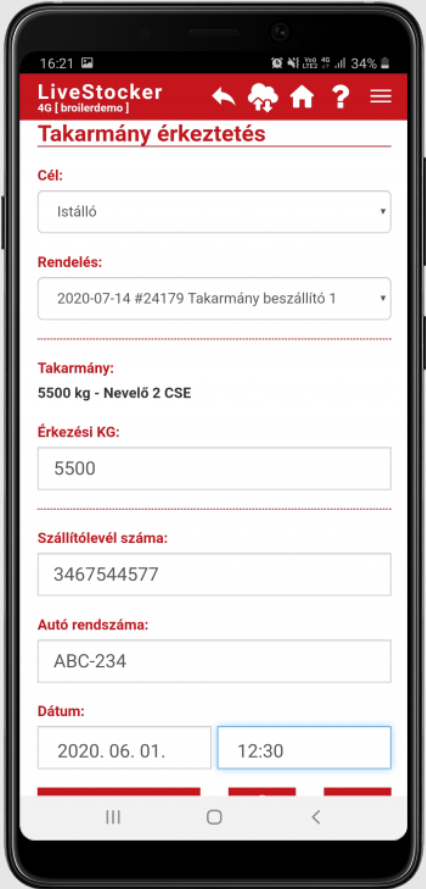 16:21 34%
LiveStocker
4G [ broilerdemo ]
Takarmány érkeztetés
Cél:
Istálló
Rendelés:
2020-07-14 #24179 Takarmány beszállító 1
Takarmány:
5500 kg - Nevelő 2 CSE
Érkezési KG:
5500
Szállítólevél száma:
3467544577
Autó rendszáma:
ABC-234
Dátum:
2020. 06. 01. 12:30